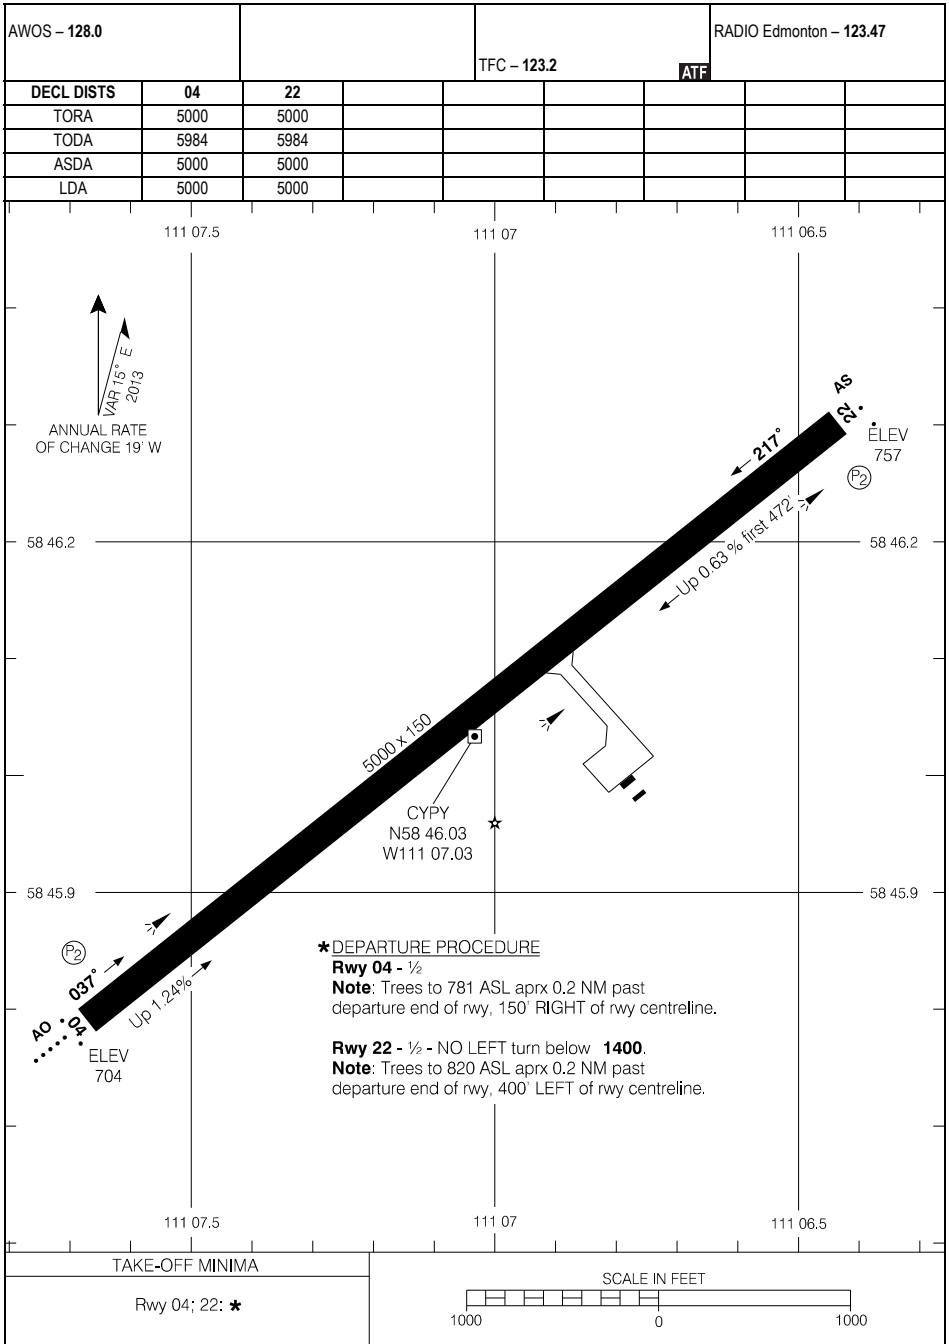 AWOS – 128.0
TFC – 123.2
ATF
RADIO Edmonton – 123.47
DECL DISTS 04 22
TORA 5000 5000
TODA 5984 5984
ASDA 5000 5000
LDA 5000 5000
111 07.5 111 07 111 06.5
VAR 15° E
2013
ANNUAL RATE
OF CHANGE 19' W
AS
22
ELEV
757
217°
P2
Up 0.63 % first 472'
58 46.2 58 46.2
5000 x 150
CYPY
N58 46.03
W111 07.03
58 45.9 58 45.9
P2
037°
Up 1.24%
AO
04
ELEV
704
*DEPARTURE PROCEDURE
Rwy 04 - ½
Note: Trees to 781 ASL aprx 0.2 NM past
departure end of rwy, 150' RIGHT of rwy centreline.
Rwy 22 - ½ - NO LEFT turn below 1400.
Note: Trees to 820 ASL aprx 0.2 NM past
departure end of rwy, 400' LEFT of rwy centreline.
111 07.5 111 07 111 06.5
TAKE-OFF MINIMA
Rwy 04; 22: *
SCALE IN FEET
1000 0 1000